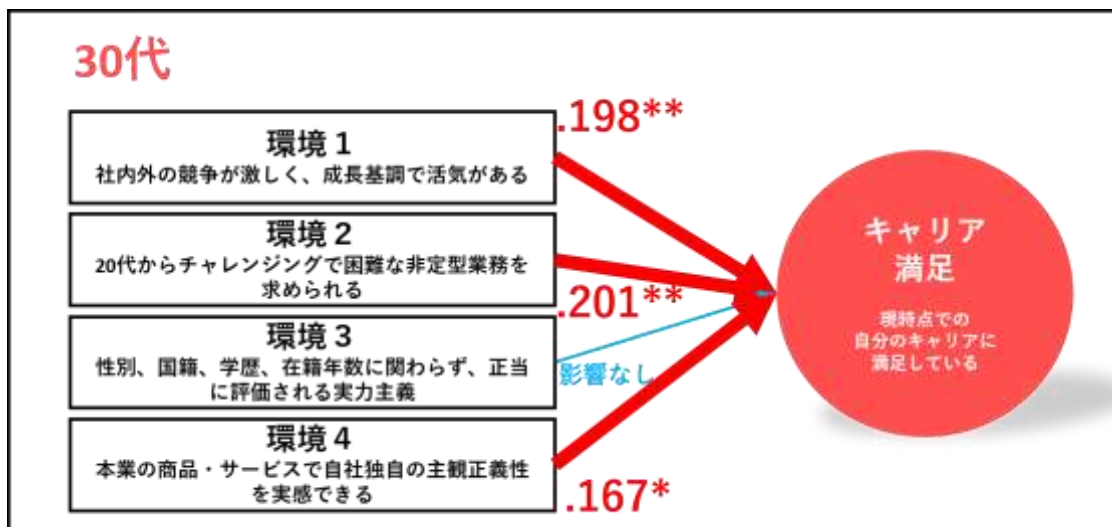 30代
環境１
社内外の競争が激しく、成長基調で活気がある
.198**
環境２
20代からチャレンジングで困難な非定型業務を
求められる
.201**
環境３
性別、国籍、学歴、在籍年数に関わらず、正当
に評価される実力主義
影響なし
環境４
本業の商品・サービスで自社独自の主観正義性
を実感できる
.167*
キャリア
満足
現時点での
自分のキャリアに
満足している